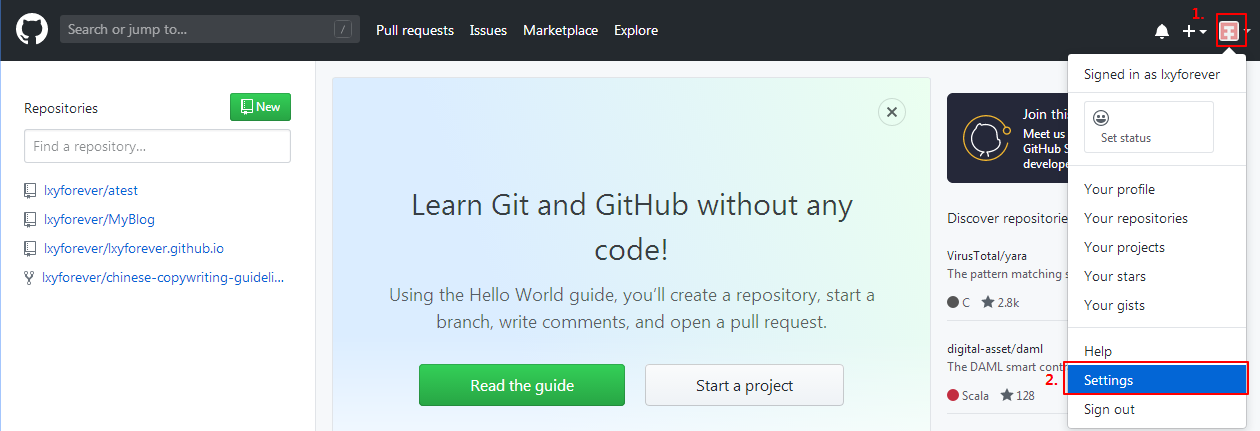 Search or jump to...
/
Pull requests
Issues
Marketplace
Explore
1.
Repositories
New
Find a repository...
lxyforever/atest
lxyforever/MyBlog
lxyforever/lxyforever.github.io
lxyforever/chinese-copywriting-guideli...
Learn Git and GitHub without any
code!
Using the Hello World guide, you'll create a repository, start a
branch, write comments, and open a pull request.
Read the guide
Start a project
Join this
Meet us
GitHub S
develope
Discover repositorie
VirusTotal/yara
The pattern matching s
C 2.8k
digital-asset/daml
The DAML smart contr
Scala 128
Signed in as lxyforever
Set status
Your profile
Your repositories
Your projects
Your stars
Your gists
Help
2.
Settings
Sign out